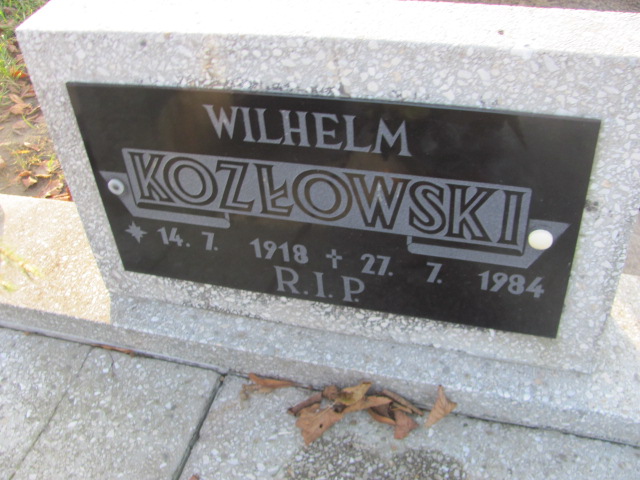 WILHELM
KOZŁOWSKI
* 14. 7. 1918 † 27. 7. 1984
R.I.P.